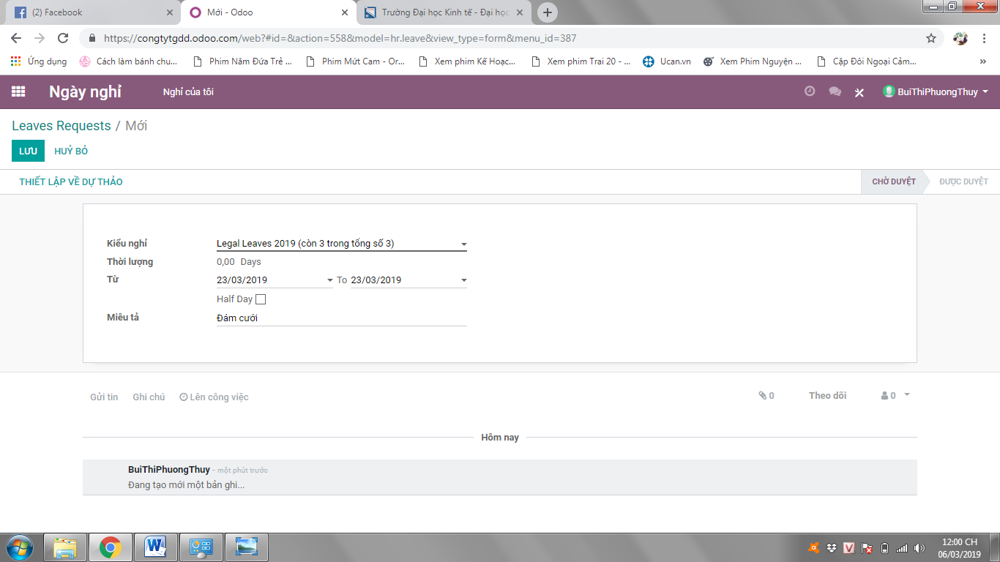 (2) Facebook
Mới - Odoo
Trường Đại học Kinh tế - Đại học
https://congtytgdd.odoo.com/web?#id=&action=558&model=hr.leave&view_type=form&menu_id=387
Ứng dụng
Cách làm bánh chu...
Phim Năm Đứa Trẻ ...
Phim Mứt Cam - Or...
Xem phim Kế Hoạc...
Xem phim Trai 20 - ...
Ucan.vn
Xem Phim Nguyện ...
Cặp Đôi Ngoại Cảm...
»
Ngày nghỉ
Nghỉ của tôi
BuiThiPhuongThuy
Leaves Requests / Mới
LƯU
HUỶ BỎ
THIẾT LẬP VỀ DỰ THẢO
CHỜ DUYỆT
ĐƯỢC DUYỆT
Kiểu nghỉ
Legal Leaves 2019 (còn 3 trong tổng số 3)
Thời lượng
0,00 Days
Từ
23/03/2019 To 23/03/2019
Half Day
Miêu tả
Đám cưới
Gửi tin
Ghi chú
Lên công việc
0
Theo dõi
0
Hôm nay
BuiThiPhuongThuy - một phút trước
Đang tạo mới một bản ghi...
12:00 CH
06/03/2019